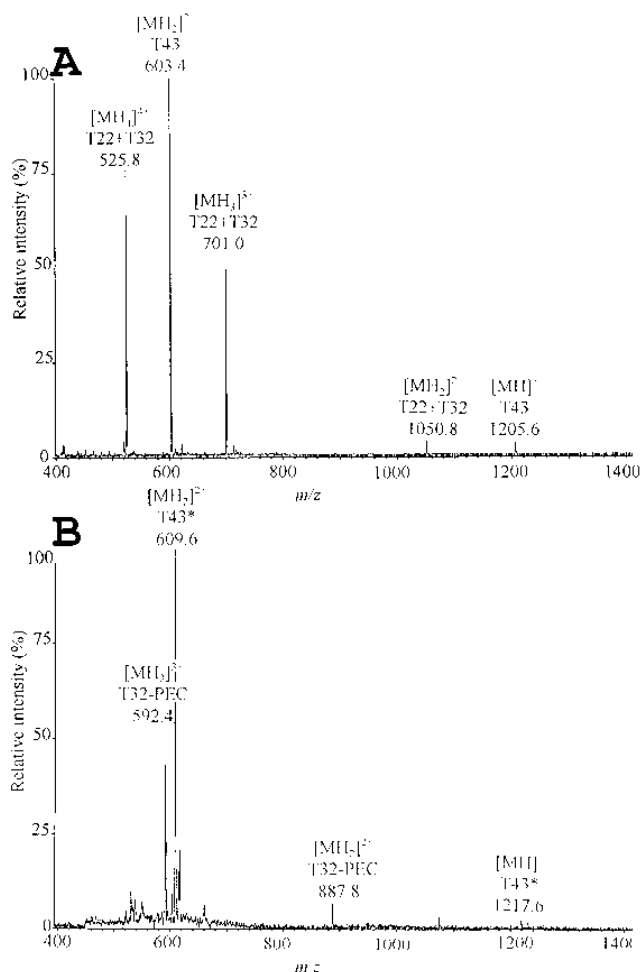 A
[MH₂]²⁺
T43
603.4
100
[MH₄]⁴⁺
T22+T32
525.8
75
[MH₃]³⁺
T22+T32
701.0
50
Relative intensity (%)
25
[MH₂]²⁺
T22+T32
1050.8
[MH]⁺
T43
1205.6
0
400
600
800
1000
1200
1400
m/z
B
[MH₂]²⁺
T43*
609.6
100
75
[MH₃]³⁺
T32-PEC
592.4
50
Relative intensity (%)
25
[MH₂]²⁺
T32-PEC
887.8
[MH]
T43*
1217.6
0
400
600
800
1000
1200
1400
m/z